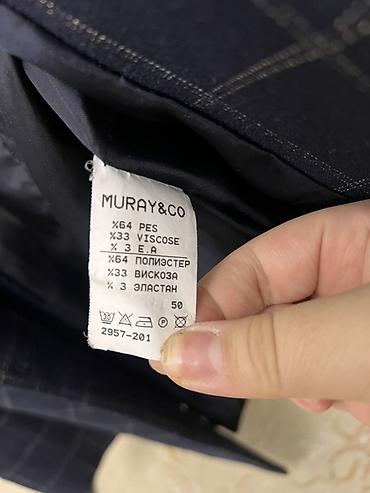 MURAY&CO
%64 PES
%33 VISCOSE
% 3 E.A
%64 ПОЛИЭСТЕР
%33 ВИСКОЗА
% 3 ЭЛАСТАН
50
2957-201